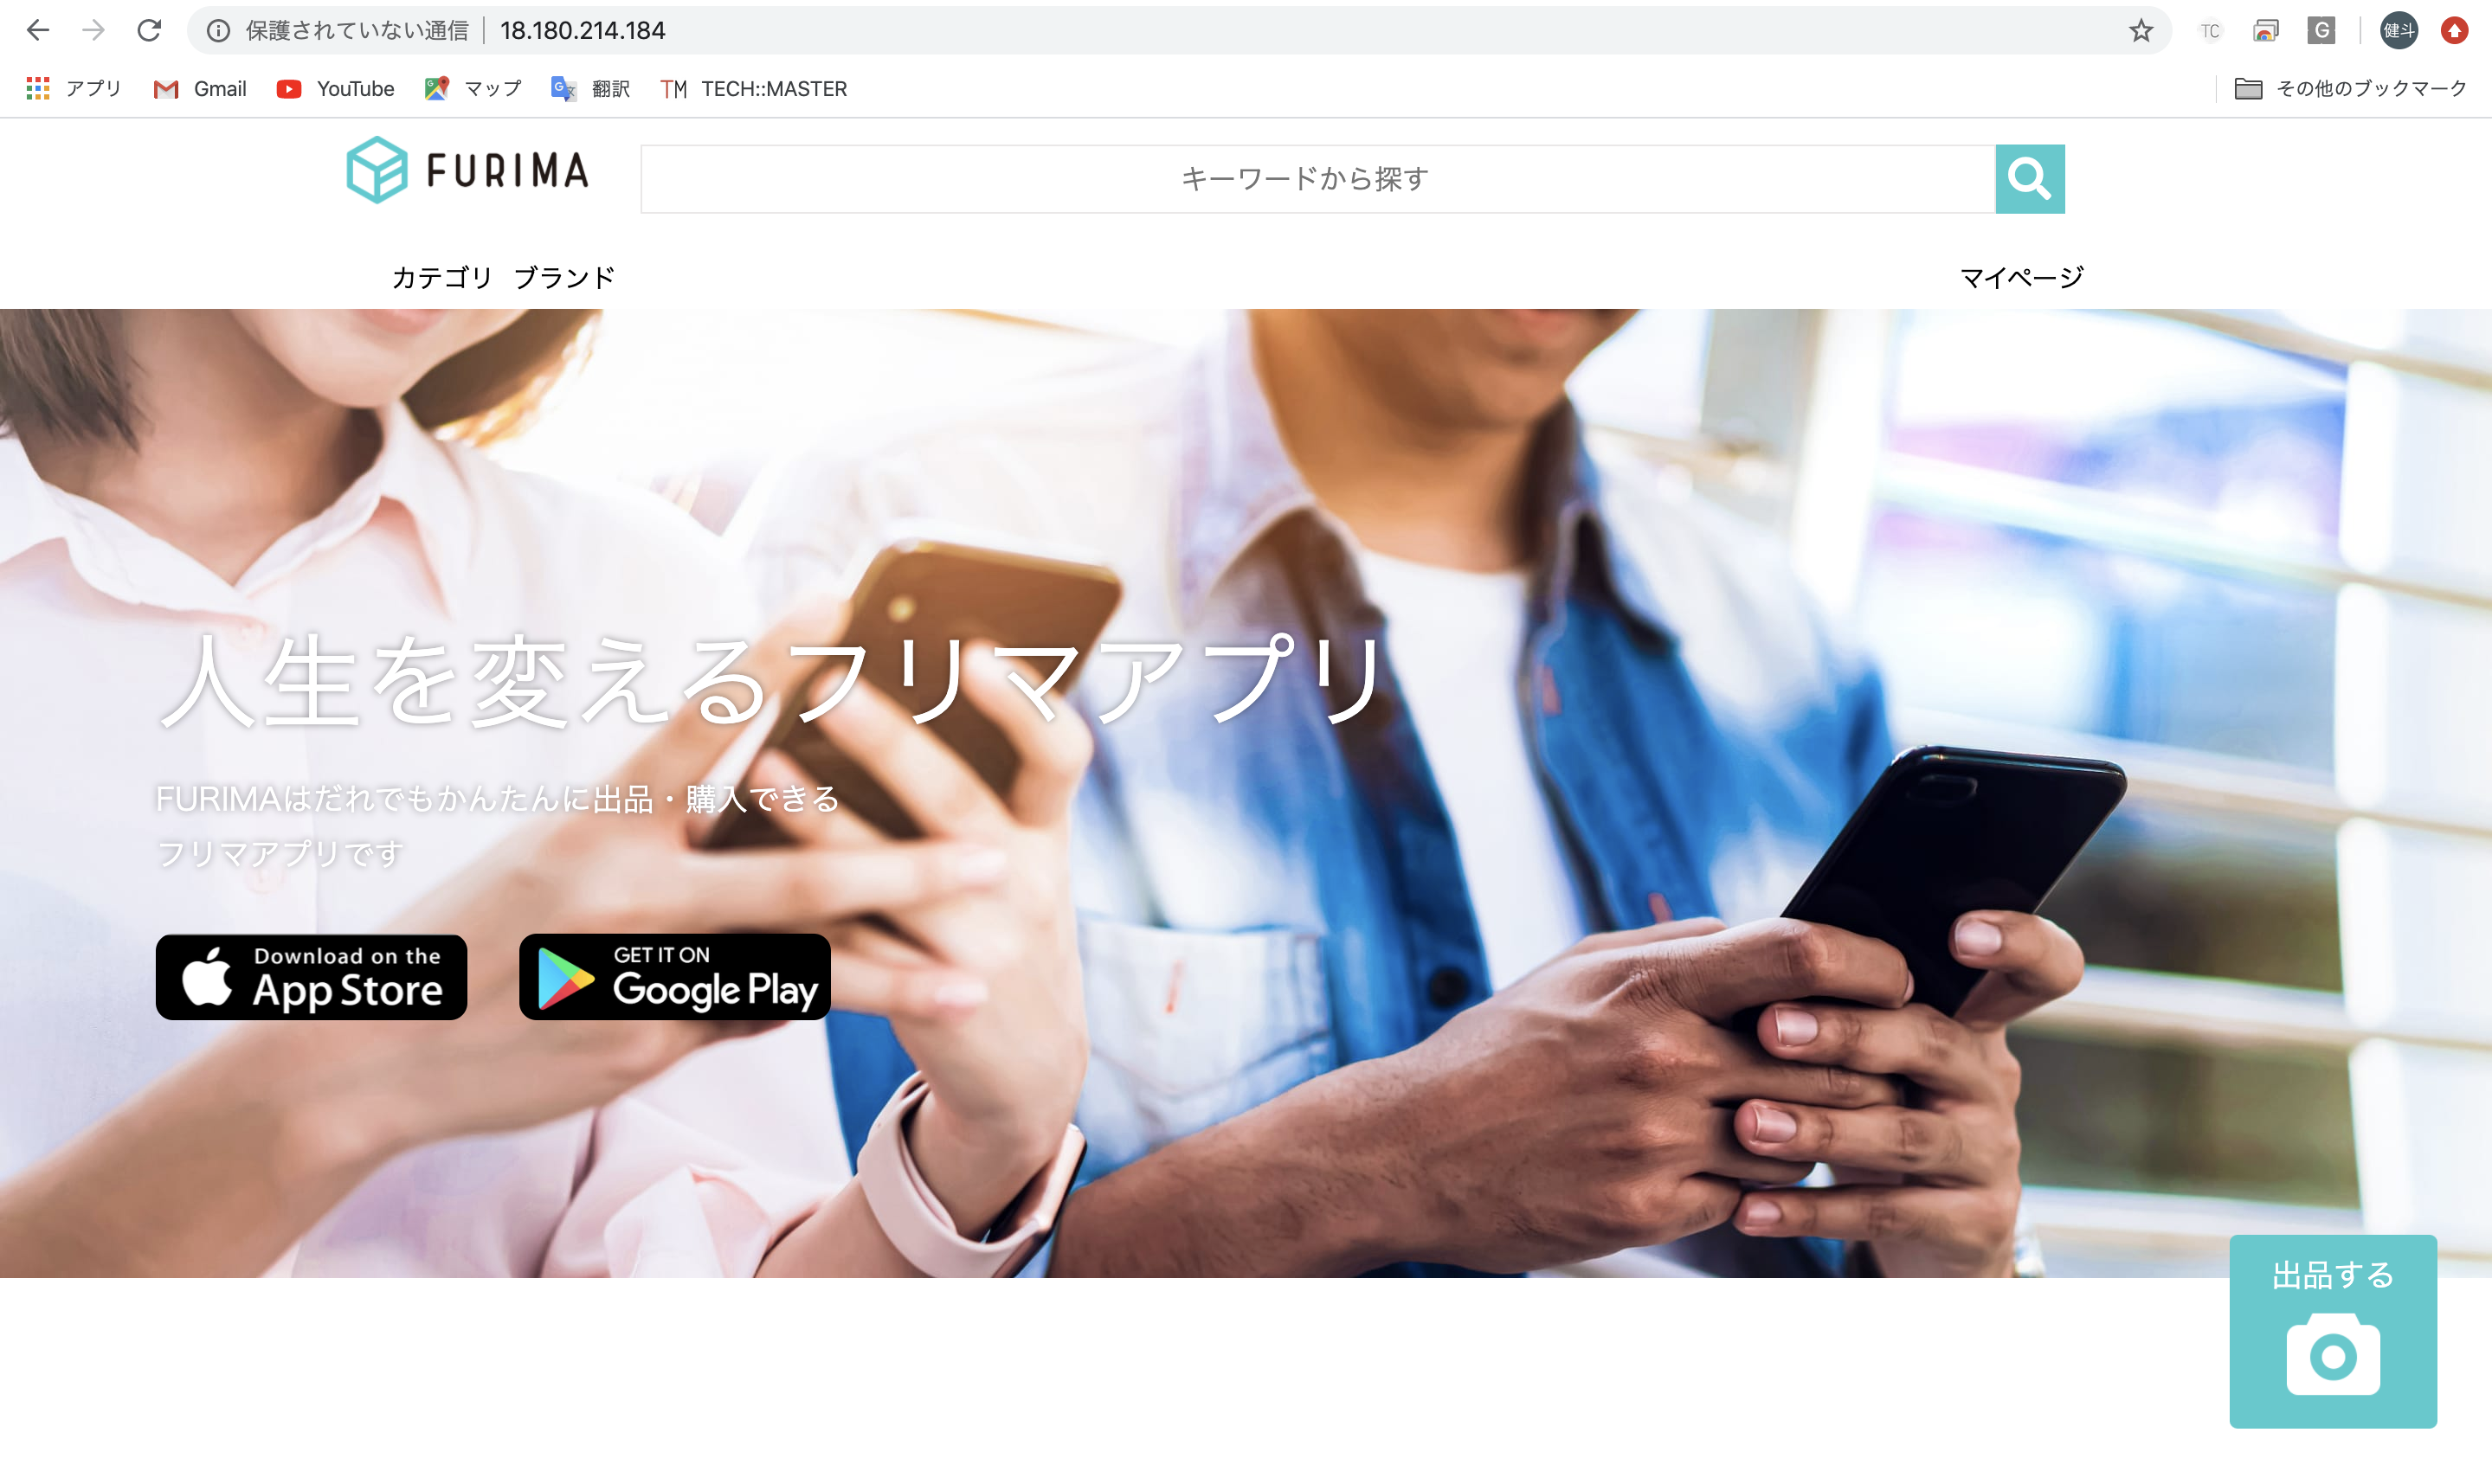 保護されていない通信 18.180.214.184 TC G 健斗
アプリ Gmail YouTube マップ 翻訳 TM TECH::MASTER その他のブックマーク
FURIMA キーワードから探す
カテゴリ ブランド マイページ
人生を変えるフリマアプリ
FURIMAはだれでもかんたんに出品・購入できる
フリマアプリです
Download on the
App Store
GET IT ON
Google Play
出品する